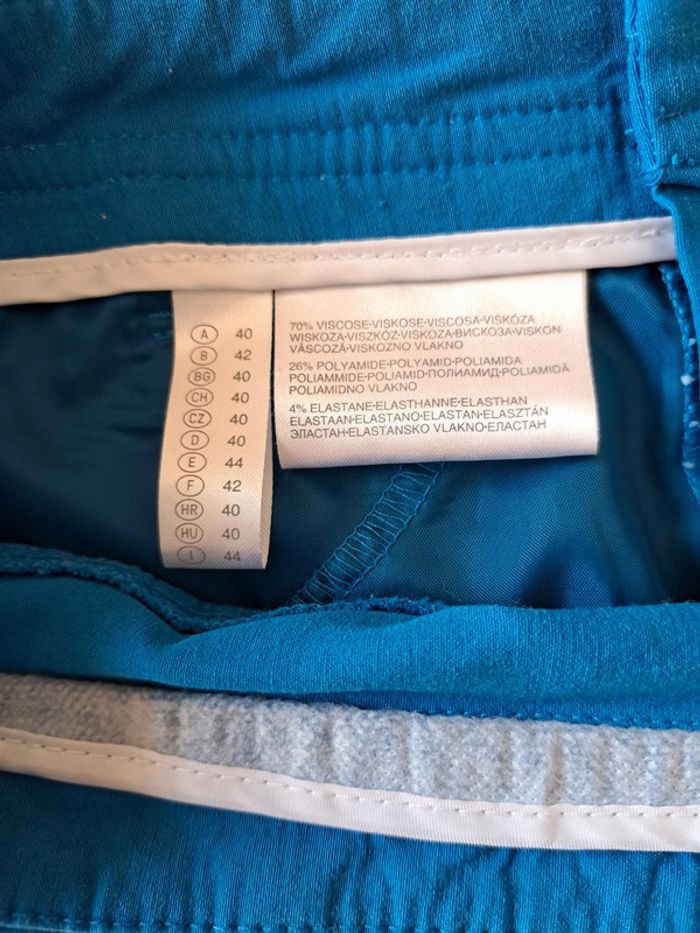 A 40
B 42
BG 40
CH 40
CZ 40
D 40
E 44
F 42
HR 40
HU 40
I 44
70% VISCOSE•VISKOSE•VISCOSA•VISKÓZA
WISKOZA•VISZKÓZ•VISKOZA•ВИСКОЗА•VISKON
VÂSCOZĂ•VISKOZNO VLAKNO
26% POLYAMIDE•POLYAMID•POLIAMIDA
POLIAMMIDE•POLIAMID•ПОЛИАМИД•POLIAMIDĂ
POLIAMIDNO VLAKNO
4% ELASTANE•ELASTHANNE•ELASTHAN
ELASTAAN•ELASTANO•ELASTAN•ELASZTÁN
ЭЛАСТАН•ELASTANSKO VLAKNO•ЕЛАСТАН